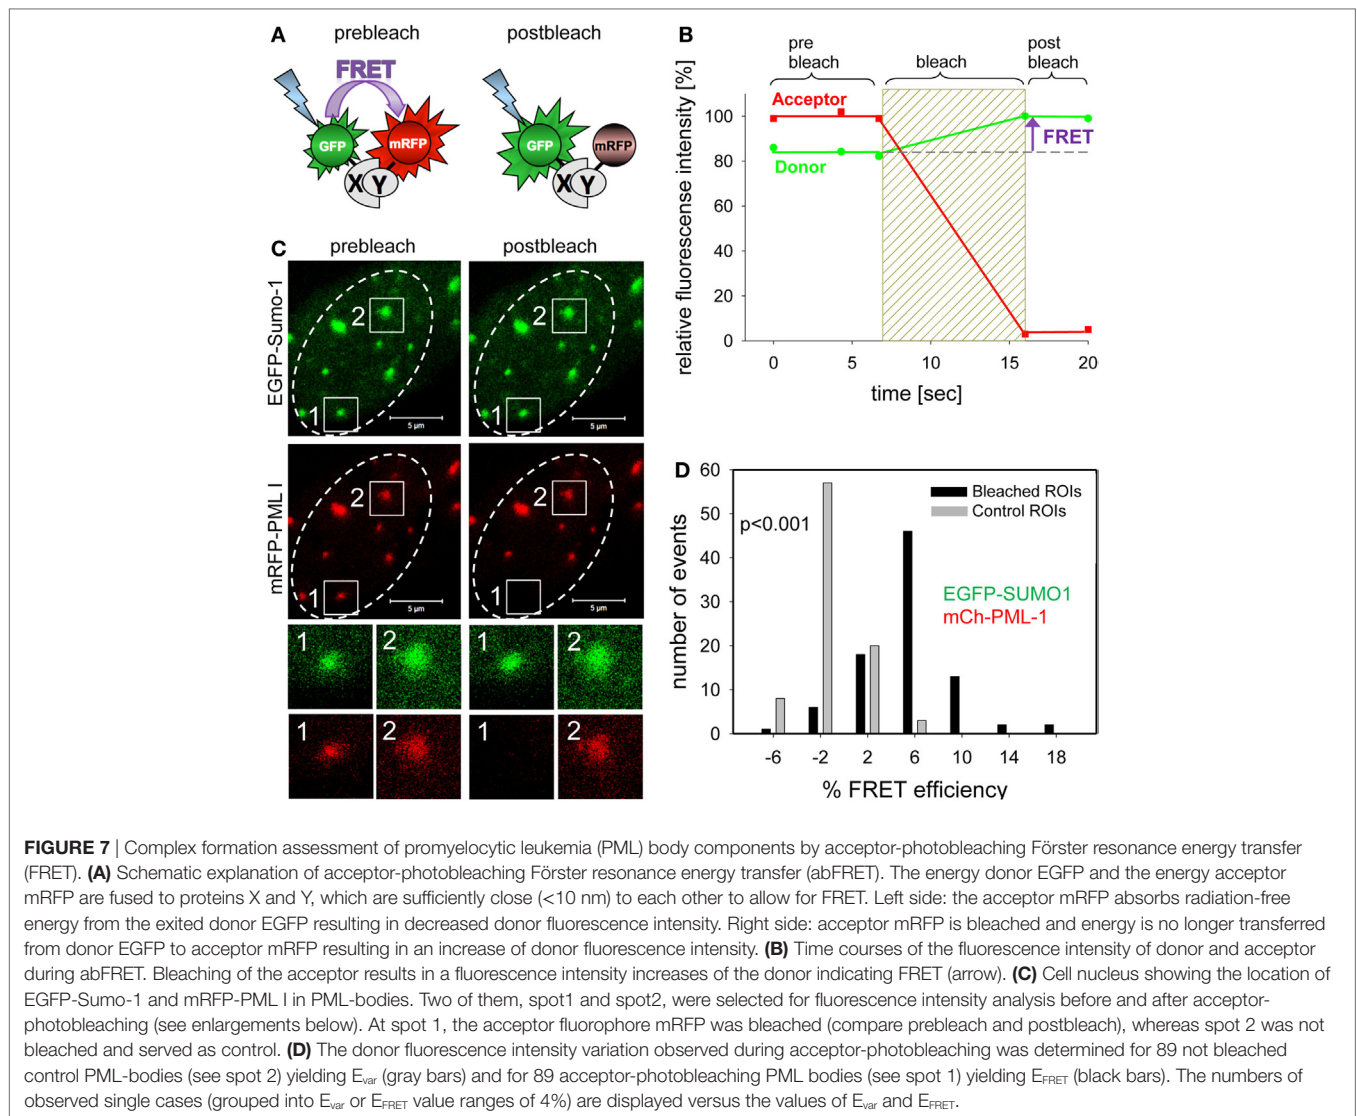 A
prebleach
postbleach
FRET
GFP
mRFP
X
Y
GFP
mRFP
X
Y
B
pre
bleach
bleach
post
bleach
relative fluorescense intensity [%]
100
80
60
40
20
0
Acceptor
Donor
FRET
0
5
10
15
20
time [sec]
C
prebleach
postbleach
EGFP-Sumo-1
2
1
5 µm
2
1
5 µm
mRFP-PML I
2
1
5 µm
2
1
5 µm
1
2
1
2
1
2
1
2
D
number of events
60
50
40
30
20
10
0
p<0.001
Bleached ROIs
Control ROIs
EGFP-SUMO1
mCh-PML-1
-6
-2
2
6
10
14
18
% FRET efficiency
FIGURE 7 | Complex formation assessment of promyelocytic leukemia (PML) body components by acceptor-photobleaching Förster resonance energy transfer
(FRET). (A) Schematic explanation of acceptor-photobleaching Förster resonance energy transfer (abFRET). The energy donor EGFP and the energy acceptor
mRFP are fused to proteins X and Y, which are sufficiently close (<10 nm) to each other to allow for FRET. Left side: the acceptor mRFP absorbs radiation-free
energy from the exited donor EGFP resulting in decreased donor fluorescence intensity. Right side: acceptor mRFP is bleached and energy is no longer transferred
from donor EGFP to acceptor mRFP resulting in an increase of donor fluorescence intensity. (B) Time courses of the fluorescence intensity of donor and acceptor
during abFRET. Bleaching of the acceptor results in a fluorescence intensity increases of the donor indicating FRET (arrow). (C) Cell nucleus showing the location of
EGFP-Sumo-1 and mRFP-PML I in PML-bodies. Two of them, spot1 and spot2, were selected for fluorescence intensity analysis before and after acceptor-
photobleaching (see enlargements below). At spot 1, the acceptor fluorophore mRFP was bleached (compare prebleach and postbleach), whereas spot 2 was not
bleached and served as control. (D) The donor fluorescence intensity variation observed during acceptor-photobleaching was determined for 89 not bleached
control PML-bodies (see spot 2) yielding Evar (gray bars) and for 89 acceptor-photobleaching PML bodies (see spot 1) yielding EFRET (black bars). The numbers of
observed single cases (grouped into Evar or EFRET value ranges of 4%) are displayed versus the values of Evar and EFRET.